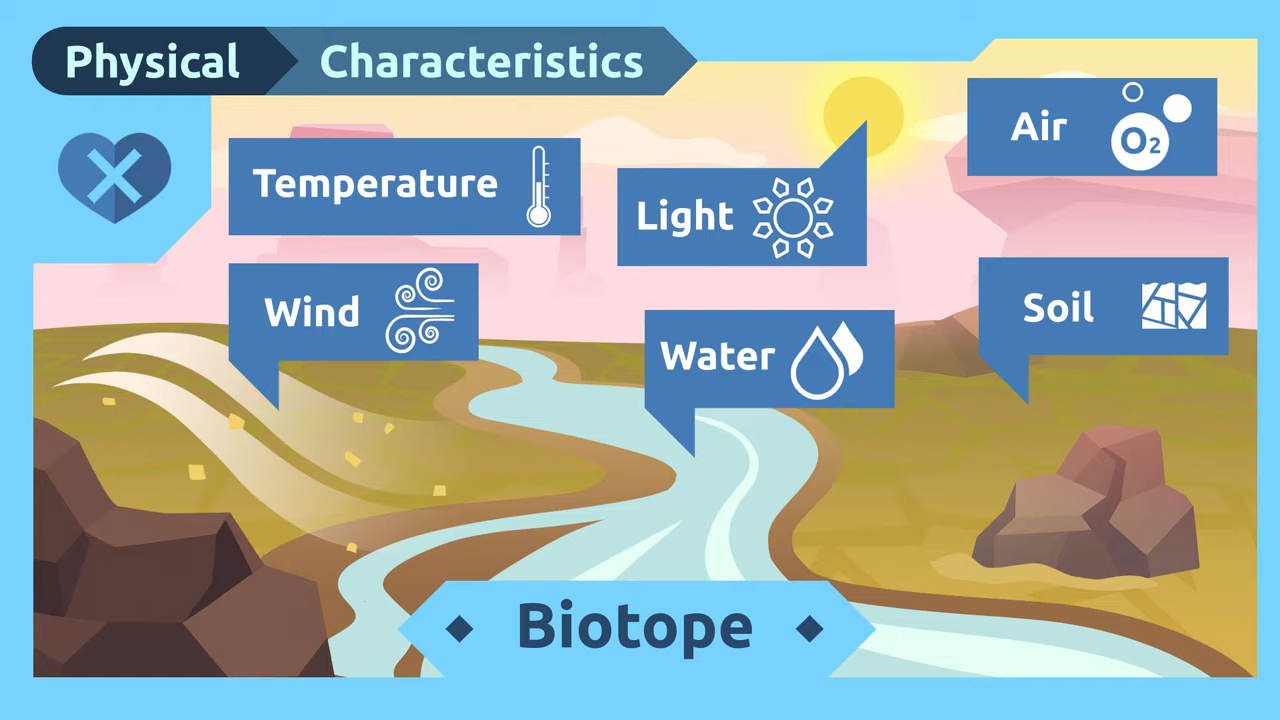 Physical Characteristics
Temperature
Light
Air
O2
Wind
Water
Soil
Biotope